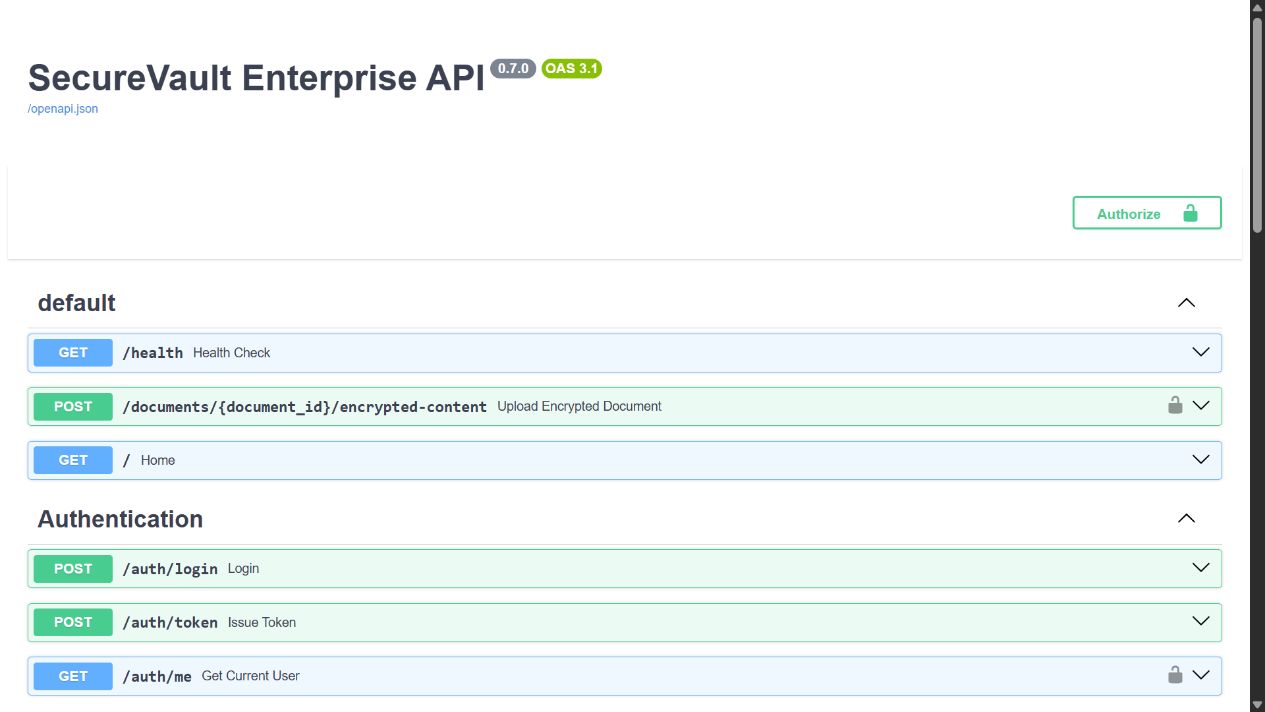 SecureVault Enterprise API 0.7.0 OAS 3.1
/openapi.json
Authorize
default
GET /health Health Check
POST /documents/{document_id}/encrypted-content Upload Encrypted Document
GET / Home
Authentication
POST /auth/login Login
POST /auth/token Issue Token
GET /auth/me Get Current User